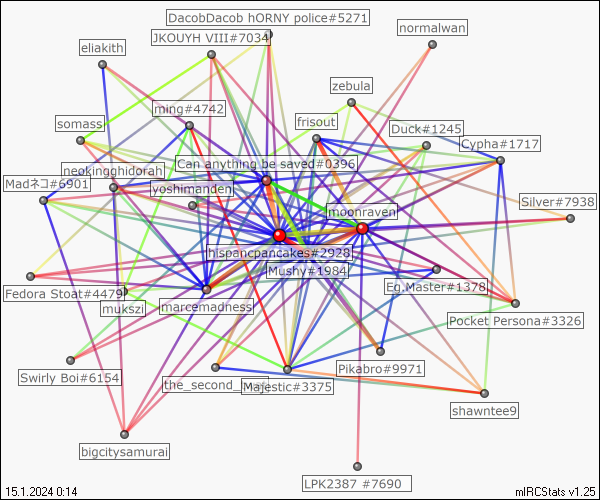 DacobDacob hORNY police#5271
normalwan
JKOUYH VIII#7034
eliakith
zebula
ming#4742
somass
frisout
Duck#1245
Cypha#1717
Can anything be saved#0396
neokingghidorah
Madネコ#6901
yoshimanden
Silver#7938
moonraven
hispanicpancakes#2928
Mushy#1984
Eg.Master#1378
Fedora Stoat#4479
mukszi
marcemadness
Pocket Persona#3326
Pikabro#9971
Swirly Boi#6154
Majestic#3375
shawntee9
bigcitysamurai
LPK2387 #7690
15.1.2024 0:14
mIRCStats v1.25